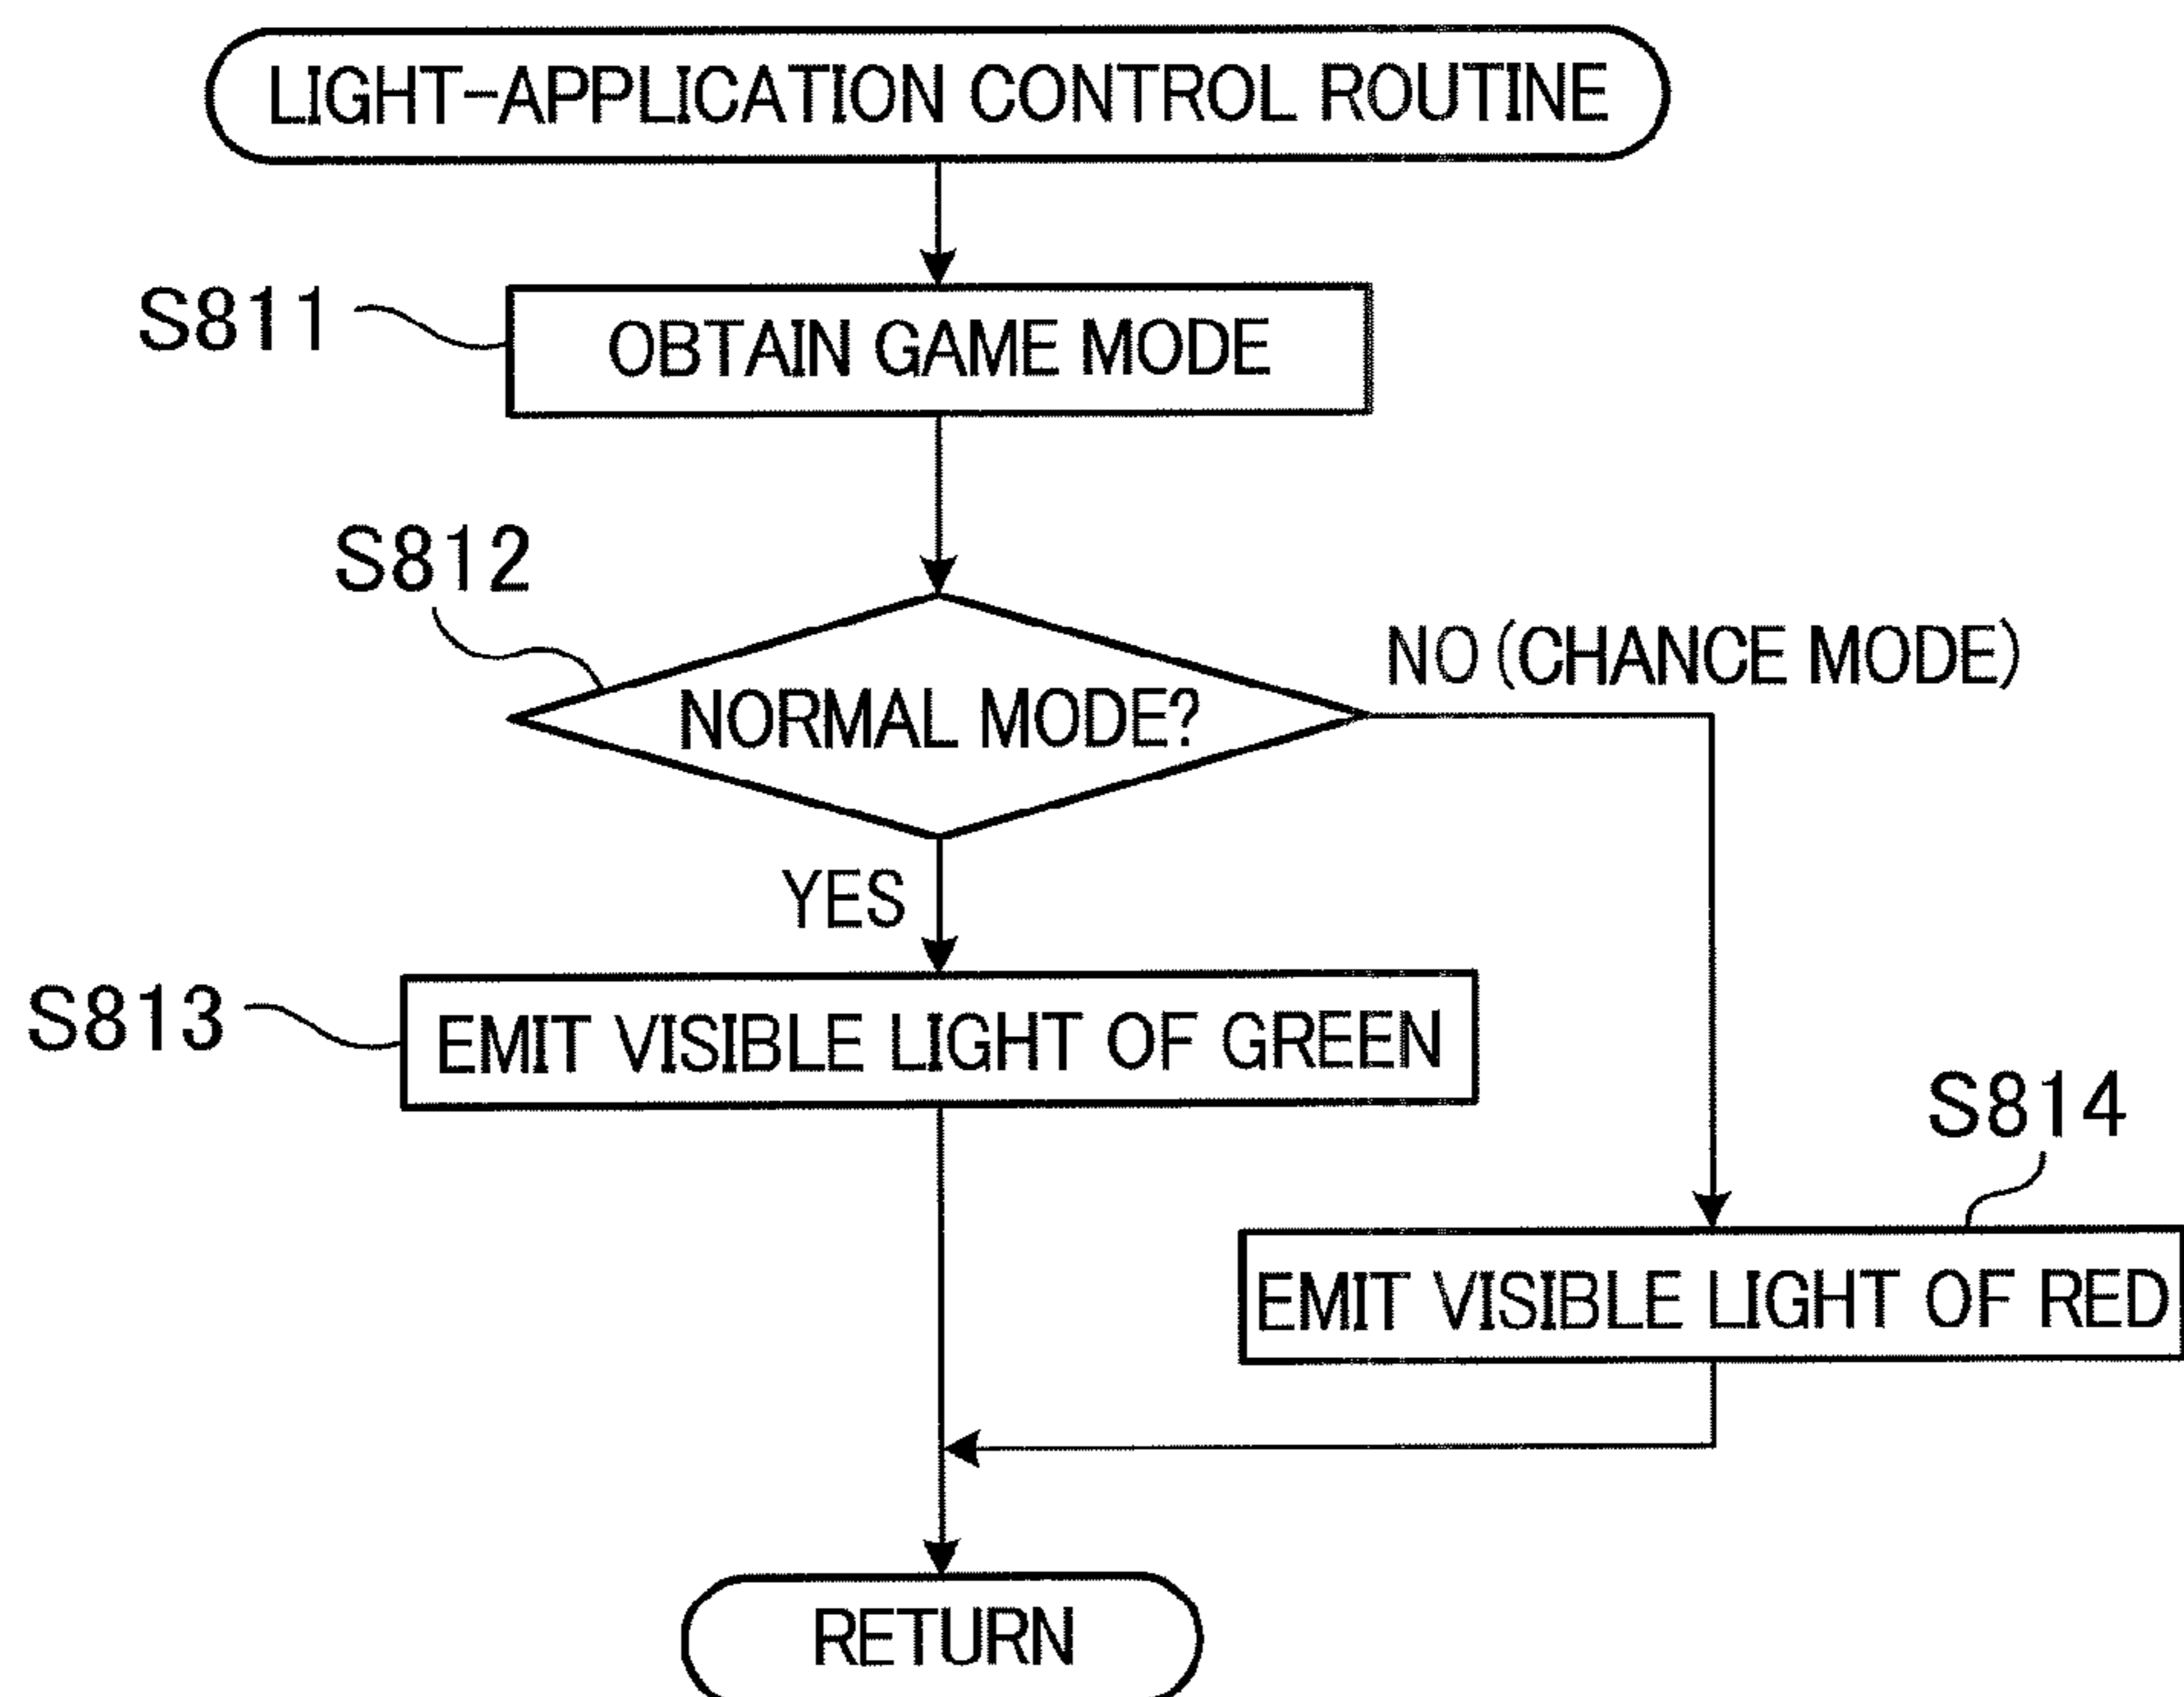 LIGHT-APPLICATION CONTROL ROUTINE
S811
OBTAIN GAME MODE
S812
NORMAL MODE?
NO (CHANCE MODE)
YES
S813
EMIT VISIBLE LIGHT OF GREEN
S814
EMIT VISIBLE LIGHT OF RED
RETURN